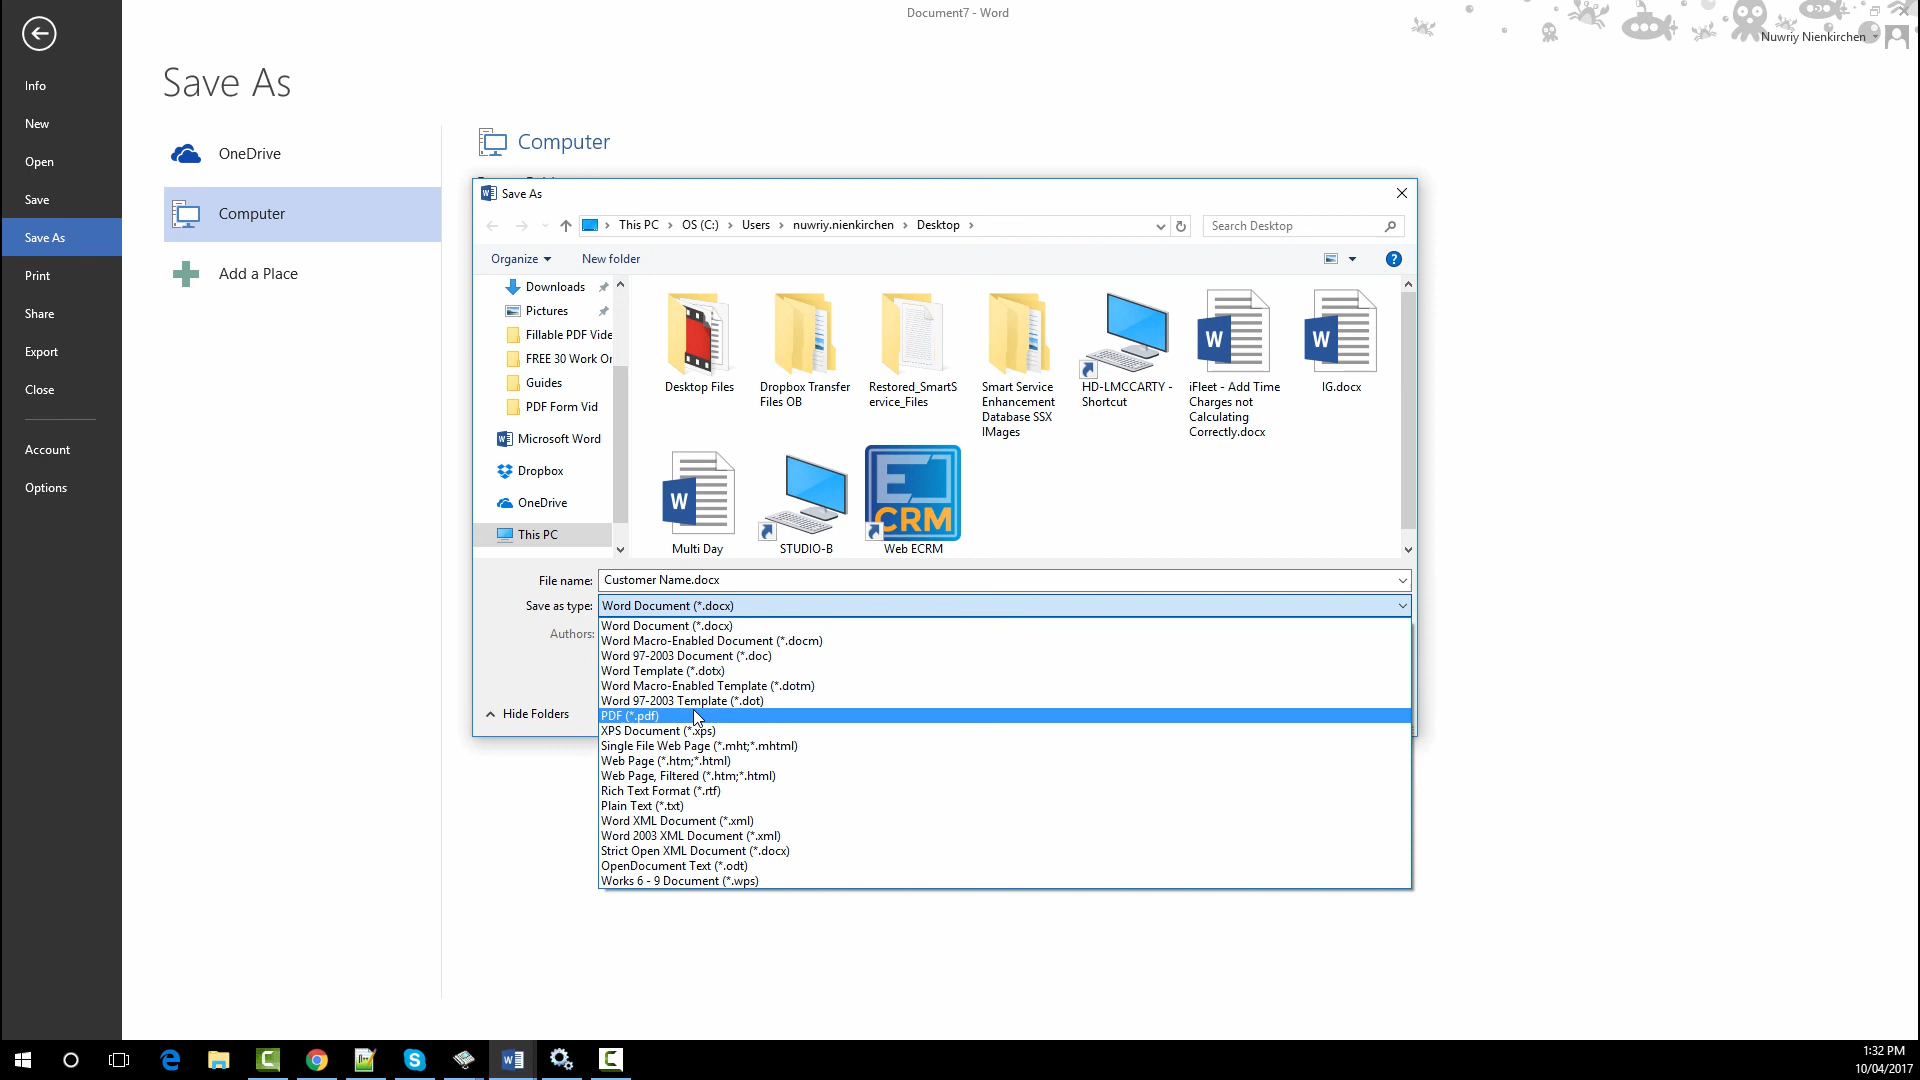 Document7 - Word
Nuwriy Nienkirchen
Info
New
Open
Save
Save As
Print
Share
Export
Close
Account
Options
Save As
OneDrive
Computer
Add a Place
Computer
Save As
This PC > OS (C:) > Users > nuwriy.nienkirchen > Desktop >
Search Desktop
Organize
New folder
?
Downloads
Pictures
Fillable PDF Vide
FREE 30 Work Or
Guides
PDF Form Vid
Microsoft Word
Dropbox
OneDrive
This PC
Desktop Files
Dropbox Transfer
Files OB
Restored_SmartS
ervice_Files
Smart Service
Enhancement
Database SSX
IMages
HD-LMCCARTY -
Shortcut
iFleet - Add Time
Charges not
Calculating
Correctly.docx
IG.docx
Multi Day
STUDIO-B
E
CRM
Web ECRM
File name: Customer Name.docx
Save as type: Word Document (*.docx)
Authors:
Word Document (*.docx)
Word Macro-Enabled Document (*.docm)
Word 97-2003 Document (*.doc)
Word Template (*.dotx)
Word Macro-Enabled Template (*.dotm)
Word 97-2003 Template (*.dot)
PDF (*.pdf)
XPS Document (*.xps)
Single File Web Page (*.mht;*.mhtml)
Web Page (*.htm;*.html)
Web Page, Filtered (*.htm;*.html)
Rich Text Format (*.rtf)
Plain Text (*.txt)
Word XML Document (*.xml)
Word 2003 XML Document (*.xml)
Strict Open XML Document (*.docx)
OpenDocument Text (*.odt)
Works 6 - 9 Document (*.wps)
Hide Folders
1:32 PM
10/04/2017